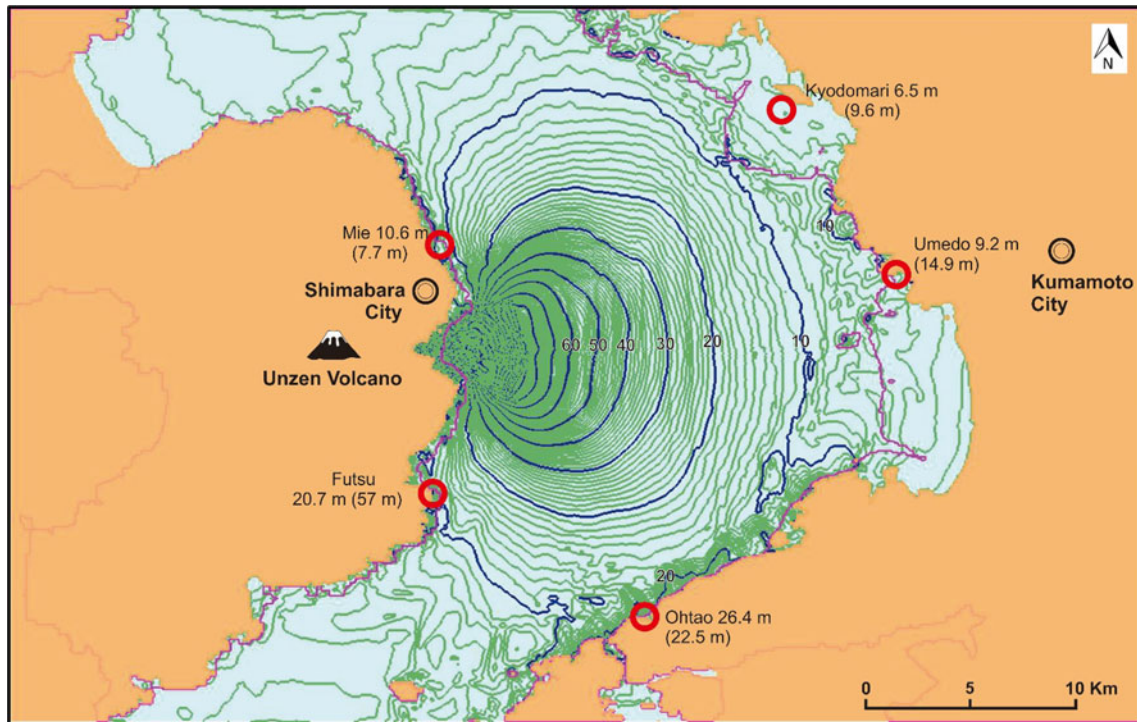 N
Kyodomari 6.5 m
(9.6 m)
Mie 10.6 m
(7.7 m)
10
Umedo 9.2 m
(14.9 m)
Shimabara
City
Kumamoto
City
60 50 40 30 20 10
Unzen Volcano
Futsu
20.7 m (57 m)
20
Ohtao 26.4 m
(22.5 m)
0 5 10 Km